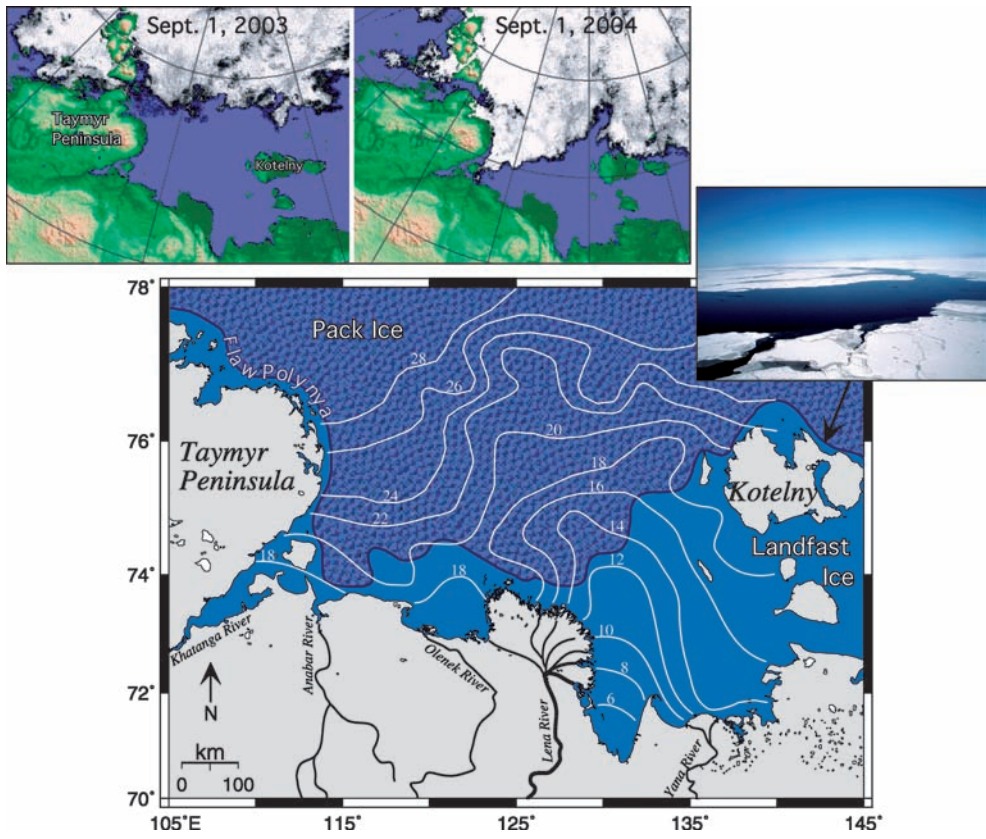 Sept. 1, 2003
Taymyr
Peninsula
Kotelny
Sept. 1, 2004
78°
76°
74°
72°
70°
Pack Ice
Flaw Polynya
28
26
24
22
20
18
16
14
12
10
8
6
18
18
Taymyr
Peninsula
Kotelny
Landfast
Ice
Khatanga River
Anabar River
Olenek River
Lena River
Yana River
N
km
0 100
105°E
115°
125°
135°
145°